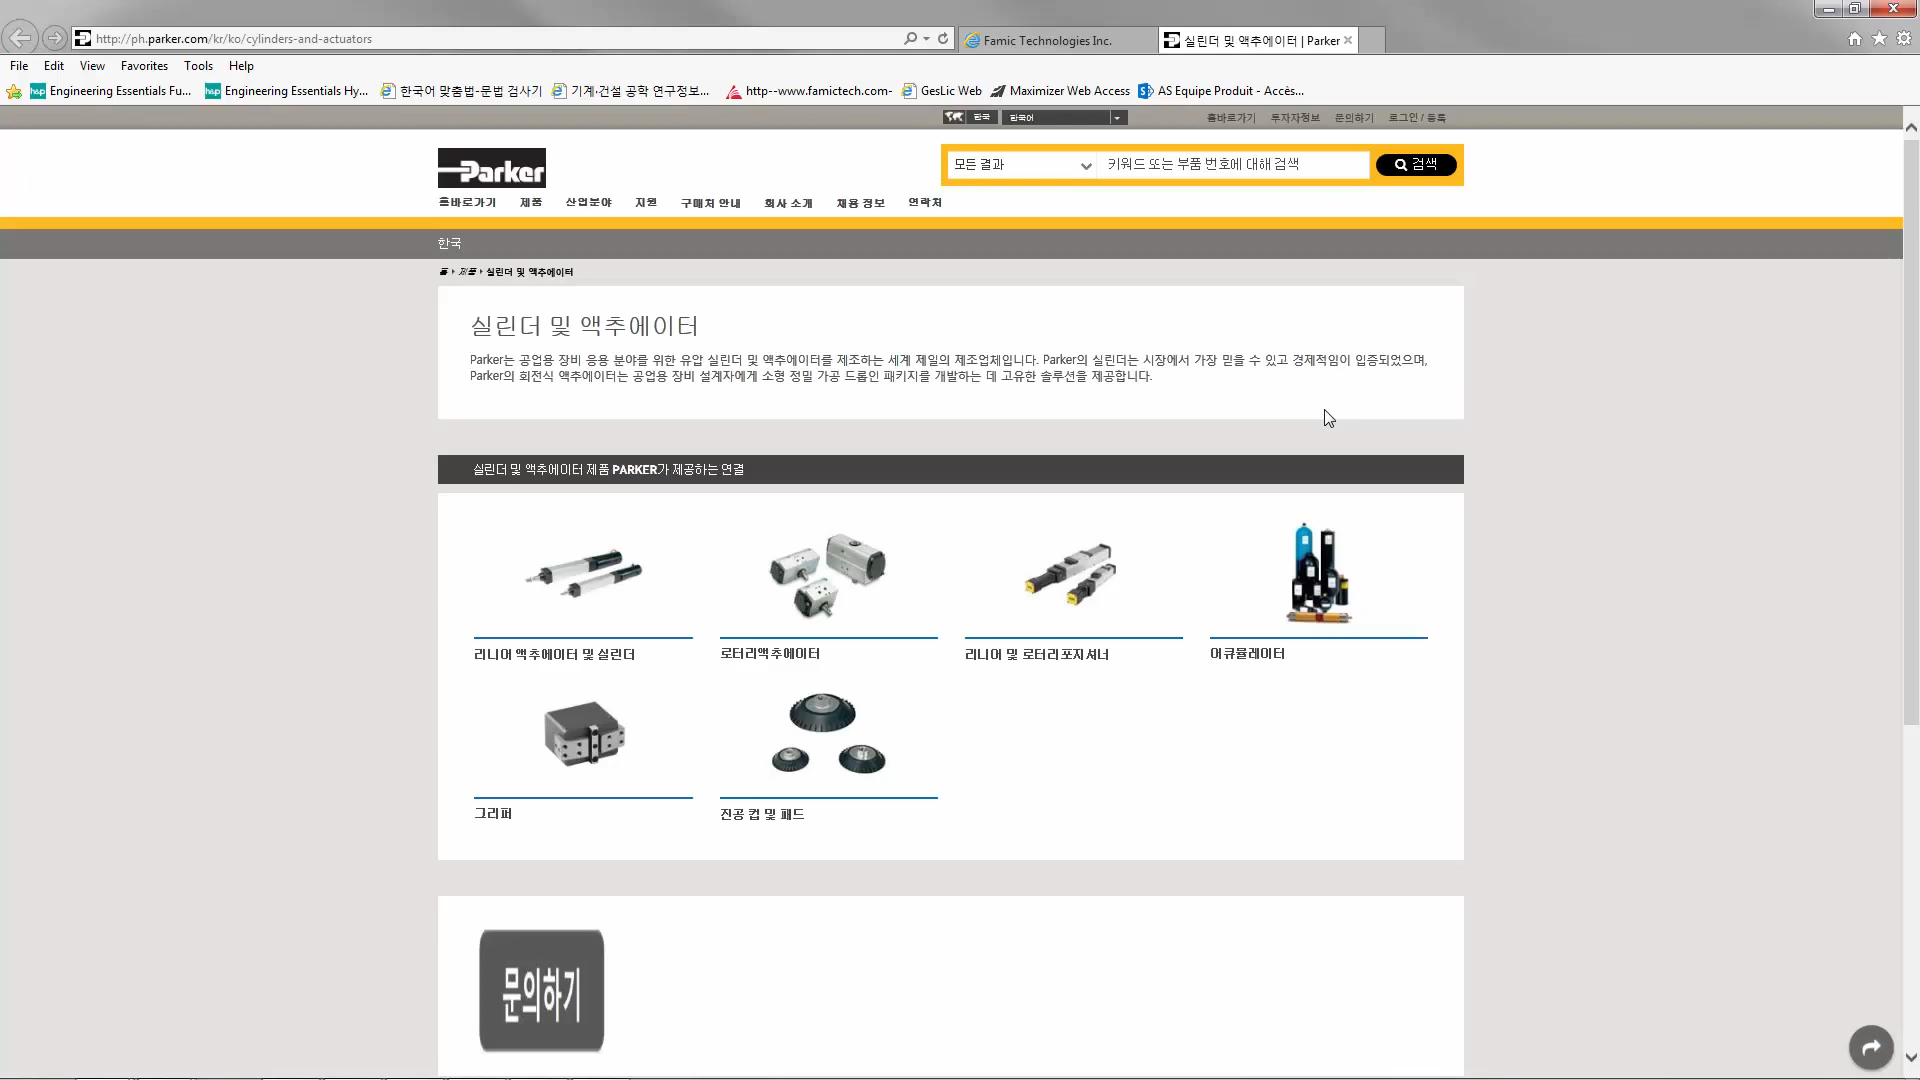 http://ph.parker.com/kr/ko/cylinders-and-actuators
Famic Technologies Inc.
실린더 및 액추에이터 | Parker
File Edit View Favorites Tools Help
Engineering Essentials Fu...
Engineering Essentials Hy...
한국어 맞춤법-문법 검사기
기계·건설 공학 연구정보...
http--www.famictech.com-
GesLic Web
Maximizer Web Access
AS Equipe Produit - Accès...
한국
한국어
홈바로가기 투자자정보 문의하기 로그인 / 등록
Parker
모든 결과
키워드 또는 부품 번호에 대해 검색
검색
홈바로가기 제품 산업분야 지원 구매처 안내 회사 소개 채용 정보 연락처
한국
홈 제품 실린더 및 액추에이터
실린더 및 액추에이터
Parker는 공업용 장비 응용 분야를 위한 유압 실린더 및 액추에이터를 제조하는 세계 제일의 제조업체입니다. Parker의 실린더는 시장에서 가장 믿을 수 있고 경제적임이 입증되었으며,
Parker의 회전식 액추에이터는 공업용 장비 설계자에게 소형 정밀 가공 드롭인 패키지를 개발하는 데 고유한 솔루션을 제공합니다.
실린더 및 액추에이터 제품 PARKER가 제공하는 연결
리니어 액추에이터 및 실린더
로터리액추에이터
리니어 및 로터리포지셔너
어큐뮬레이터
그리퍼
진공 컵 및 패드
문의하기